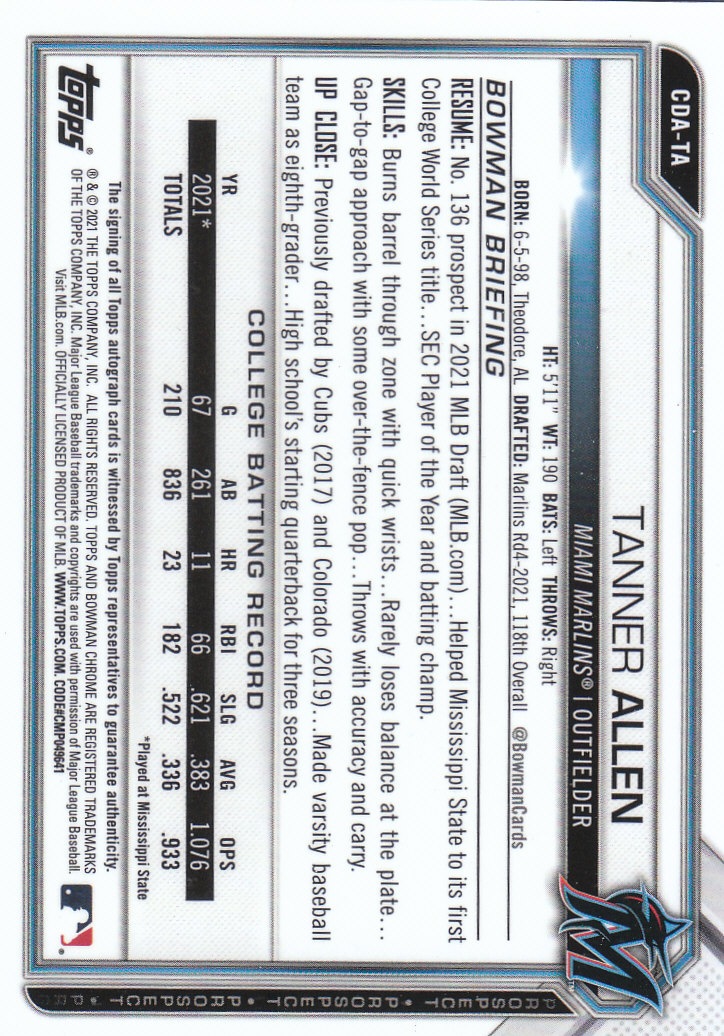 CDA-TA
TANNER ALLEN
MIAMI MARLINS® | OUTFIELDER
HT: 5'11" WT: 190 BATS: Left THROWS: Right
BORN: 6-5-98, Theodore, AL DRAFTED: Marlins Rd4-2021, 118th Overall @BowmanCards
BOWMAN BRIEFING
RESUME: No. 136 prospect in 2021 MLB Draft (MLB.com)...Helped Mississippi State to its first
College World Series title...SEC Player of the Year and batting champ.
SKILLS: Burns barrel through zone with quick wrists...Rarely loses balance at the plate...
Gap-to-gap approach with some over-the-fence pop...Throws with accuracy and carry.
UP CLOSE: Previously drafted by Cubs (2017) and Colorado (2019)...Made varsity baseball
team as eighth-grader...High school's starting quarterback for three seasons.
COLLEGE BATTING RECORD
YR G AB HR RBI SLG AVG OPS
2021* 67 261 11 66 .621 .383 1.076
TOTALS 210 836 23 182 .522 .336 .933
*Played at Mississippi State
The signing of all Topps autograph cards is witnessed by Topps representatives to guarantee authenticity.
® & © 2021 THE TOPPS COMPANY, INC. ALL RIGHTS RESERVED. TOPPS AND BOWMAN CHROME ARE REGISTERED TRADEMARKS
OF THE TOPPS COMPANY, INC. Major League Baseball trademarks and copyrights are used with permission of Major League Baseball.
Visit MLB.com. OFFICIALLY LICENSED PRODUCT OF MLB. WWW.TOPPS.COM. CODE#CMP049641
topps®
M
PROSPECT • PROSPECT • PROSPECT • PR